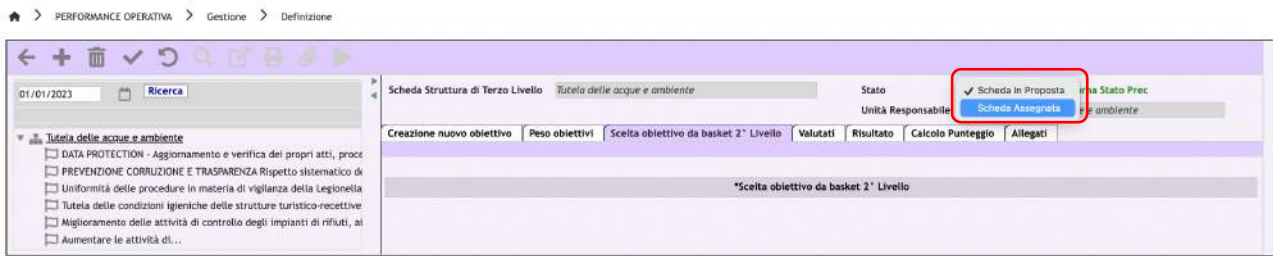 PERFORMANCE OPERATIVA > Gestione > Definizione
01/01/2023 Ricerca
Scheda Struttura di Terzo Livello Tutela delle acque e ambiente Stato ✓ Scheda in Proposta Stato Prec
Unità Responsabile Scheda Assegnata e ambiente
Creazione nuovo obiettivo Peso obiettivi Scelta obiettivo da basket 2° Livello Valutati Risultato Calcolo Punteggio Allegati
*Scelta obiettivo da basket 2° Livello
Tutela delle acque e ambiente
DATA PROTECTION - Aggiornamento e verifica dei propri atti, proce
PREVENZIONE CORRUZIONE E TRASPARENZA Rispetto sistematico de
Uniformità delle procedure in materia di vigilanza della Legionella
Tutela delle condizioni igieniche delle strutture turistico-recettive
Miglioramento delle attività di controllo degli impianti di rifiuti, ai
Aumentare le attività di...